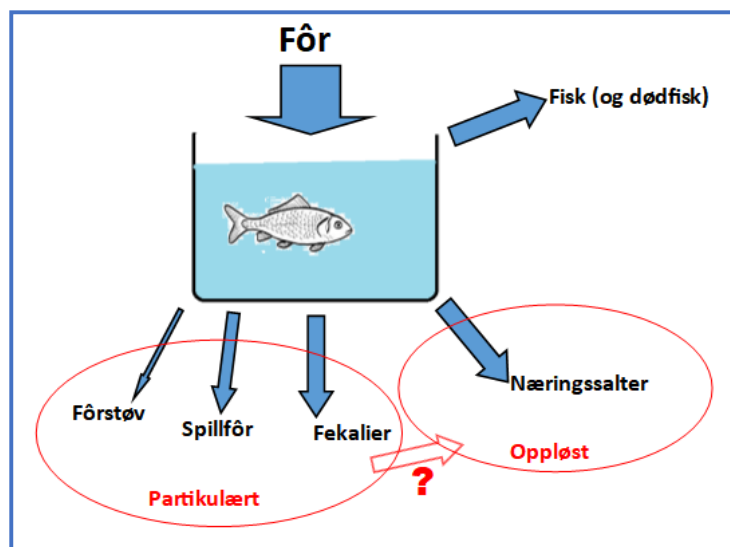 Fôr
Fisk (og dødfisk)
Fôrstøv
Spillfôr
Fekalier
Næringssalter
Oppløst
Partikulært
?